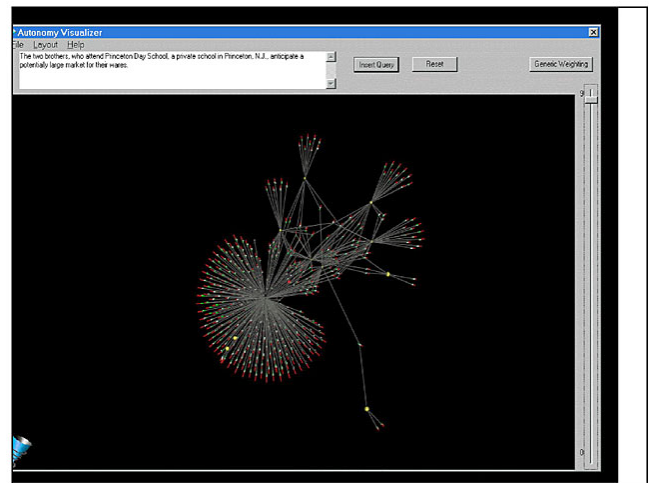 Autonomy Visualizer
File Layout Help
The two brothers, who attend Princeton Day School, a private school in Princeton, N.J., anticipate a
potentially large market for their wares.
Insert Query Reset Generic Weighting
9
0